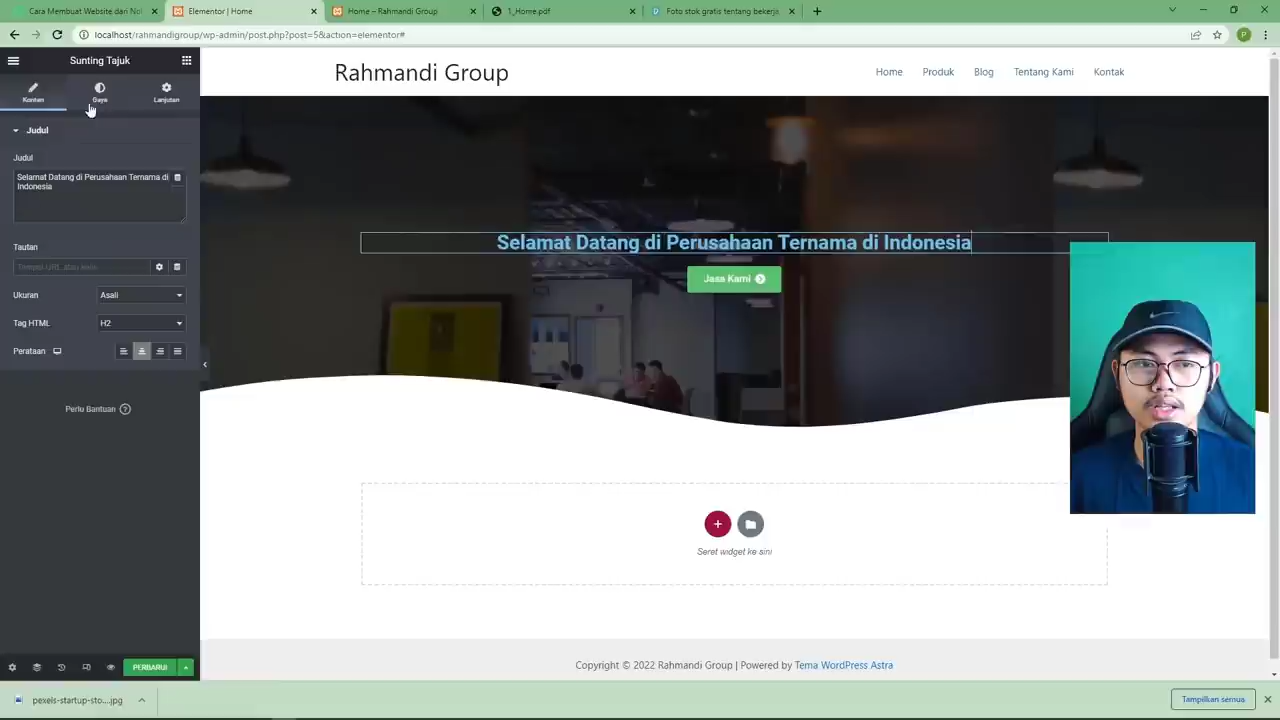 Cara Membuat Website dari Nol
Elementor | Home
Rahmandi Group
1_Home.pdf
Foto stok gratis tentang bekerja,
localhost/rahmandigroup/wp-admin/post.php?post=5&action=elementor#
P
Sunting Tajuk
Konten
Gaya
Lanjutan
Judul
Judul
Selamat Datang di Perusahaan Ternama di
Indonesia
Tautan
Tempel URL atau ketik
Ukuran
Asali
Tag HTML
H2
Perataan
Perlu Bantuan
PERBARUI
Rahmandi Group
Home
Produk
Blog
Tentang Kami
Kontak
Selamat Datang di Perusahaan Ternama di Indonesia
Jasa Kami
Seret widget ke sini
Copyright © 2022 Rahmandi Group | Powered by Tema WordPress Astra
pexels-startup-sto....jpg
Tampilkan semua